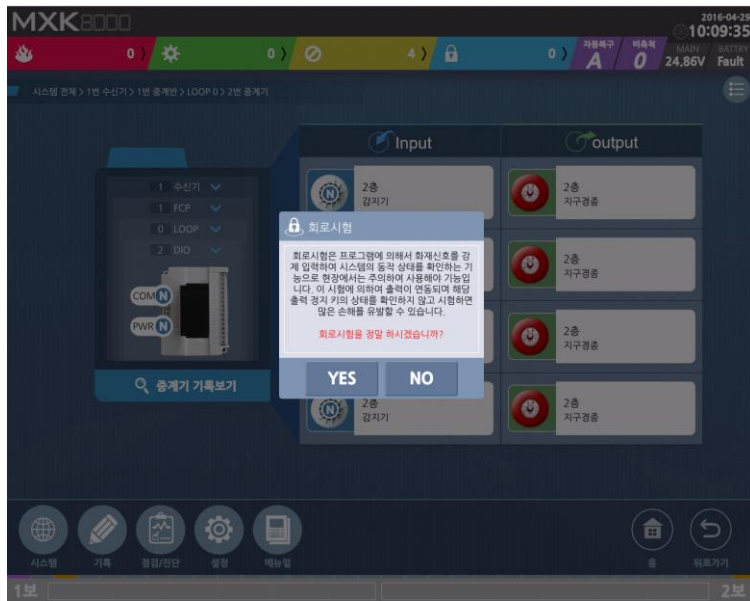 MXK8000
2016-04-29
10:09:35
0
0
4
0
자동복구
A
비축적
0
MAIN
24.86V
BATTRY
Fault
시스템 전체 > 1번 수신기 > 1번 중계반 > LOOP 0 > 2번 중계기
Input
output
1 수신기
1 FCP
0 LOOP
2 DIO
COM N
PWR N
중계기 기록보기
N
2층
감지기
2층
지구경종
2층
지구경종
2층
지구경종
N
2층
감지기
2층
지구경종
회로시험
회로시험은 프로그램에 의해서 화재신호를 강
제 입력하여 시스템의 동작 상태를 확인하는 기
능으로 현장에서는 주의하여 사용해야 기능입
니다. 이 시험에 의하여 출력이 연동되며 해당
출력 정지 키의 상태를 확인하지 않고 시험하면
많은 손해를 유발할 수 있습니다.
회로시험을 정말 하시겠습니까?
YES
NO
시스템
기록
점검/진단
설정
매뉴얼
홈
뒤로가기
1보
2보